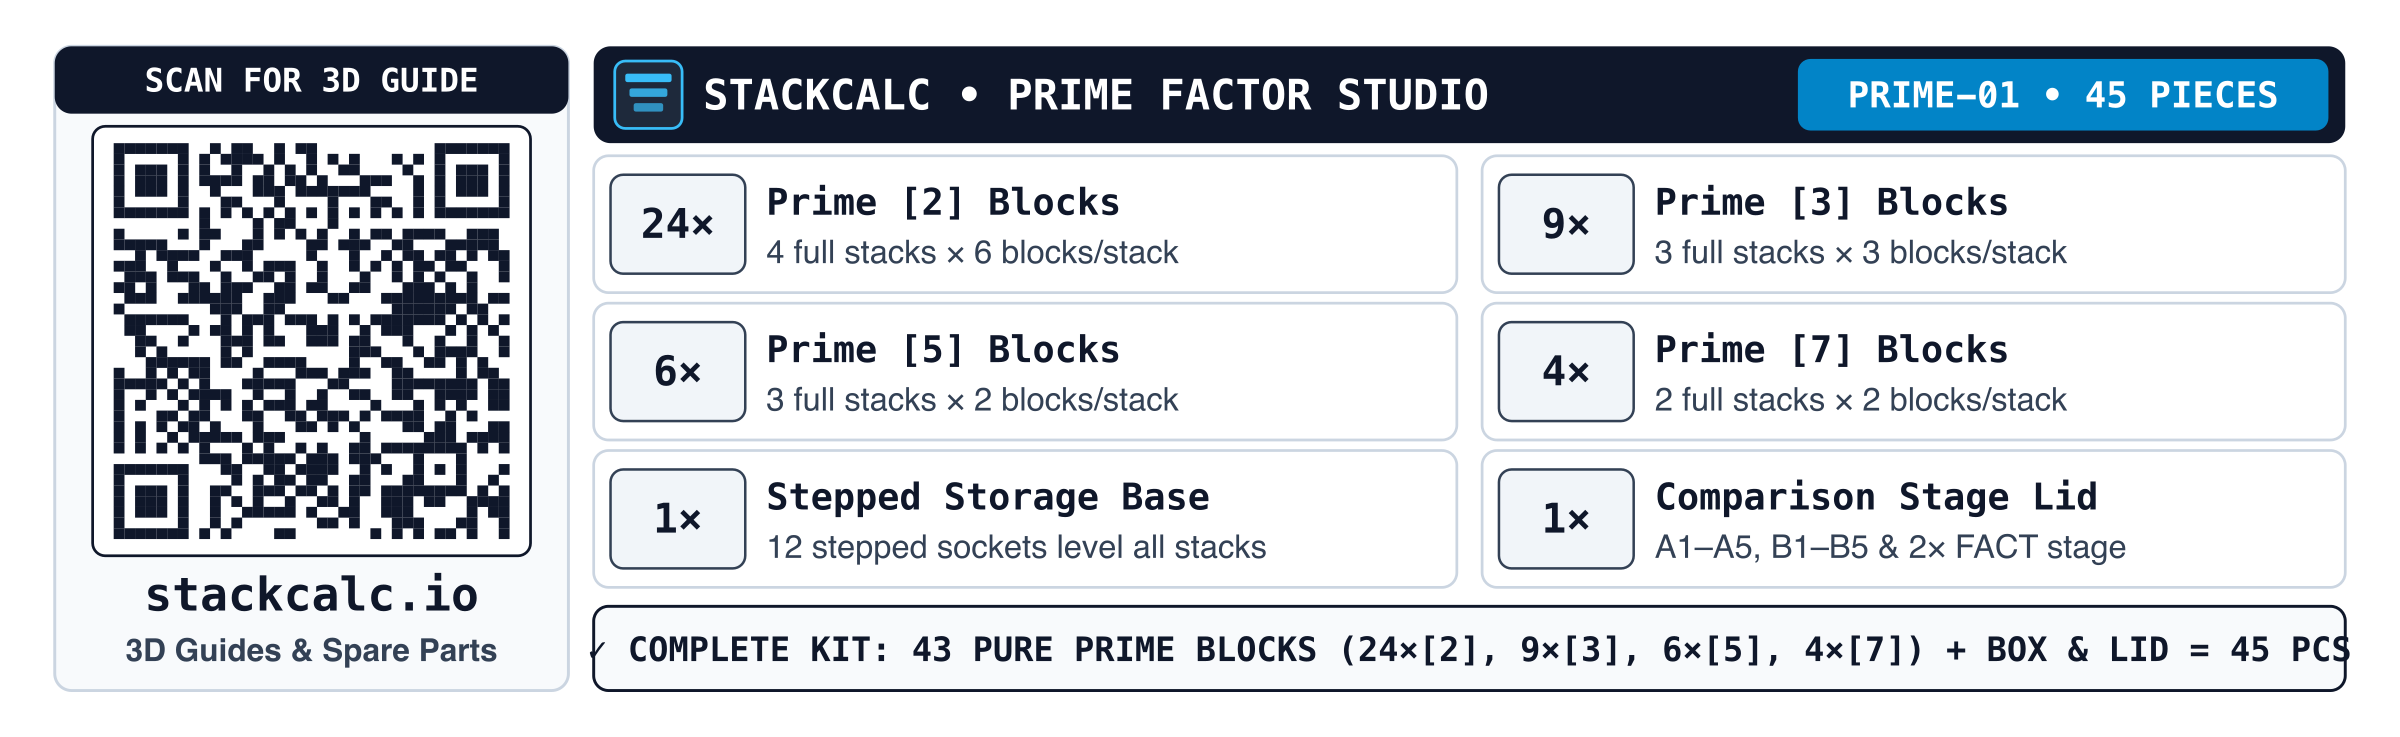 SCAN FOR 3D GUIDE
stackcalc.io
3D Guides & Spare Parts
STACKCALC • PRIME FACTOR STUDIO
PRIME–01 • 45 PIECES
24×
Prime [2] Blocks
4 full stacks × 6 blocks/stack
9×
Prime [3] Blocks
3 full stacks × 3 blocks/stack
6×
Prime [5] Blocks
3 full stacks × 2 blocks/stack
4×
Prime [7] Blocks
2 full stacks × 2 blocks/stack
1×
Stepped Storage Base
12 stepped sockets level all stacks
1×
Comparison Stage Lid
A1–A5, B1–B5 & 2× FACT stage
✓ COMPLETE KIT: 43 PURE PRIME BLOCKS (24×[2], 9×[3], 6×[5], 4×[7]) + BOX & LID = 45 PCS